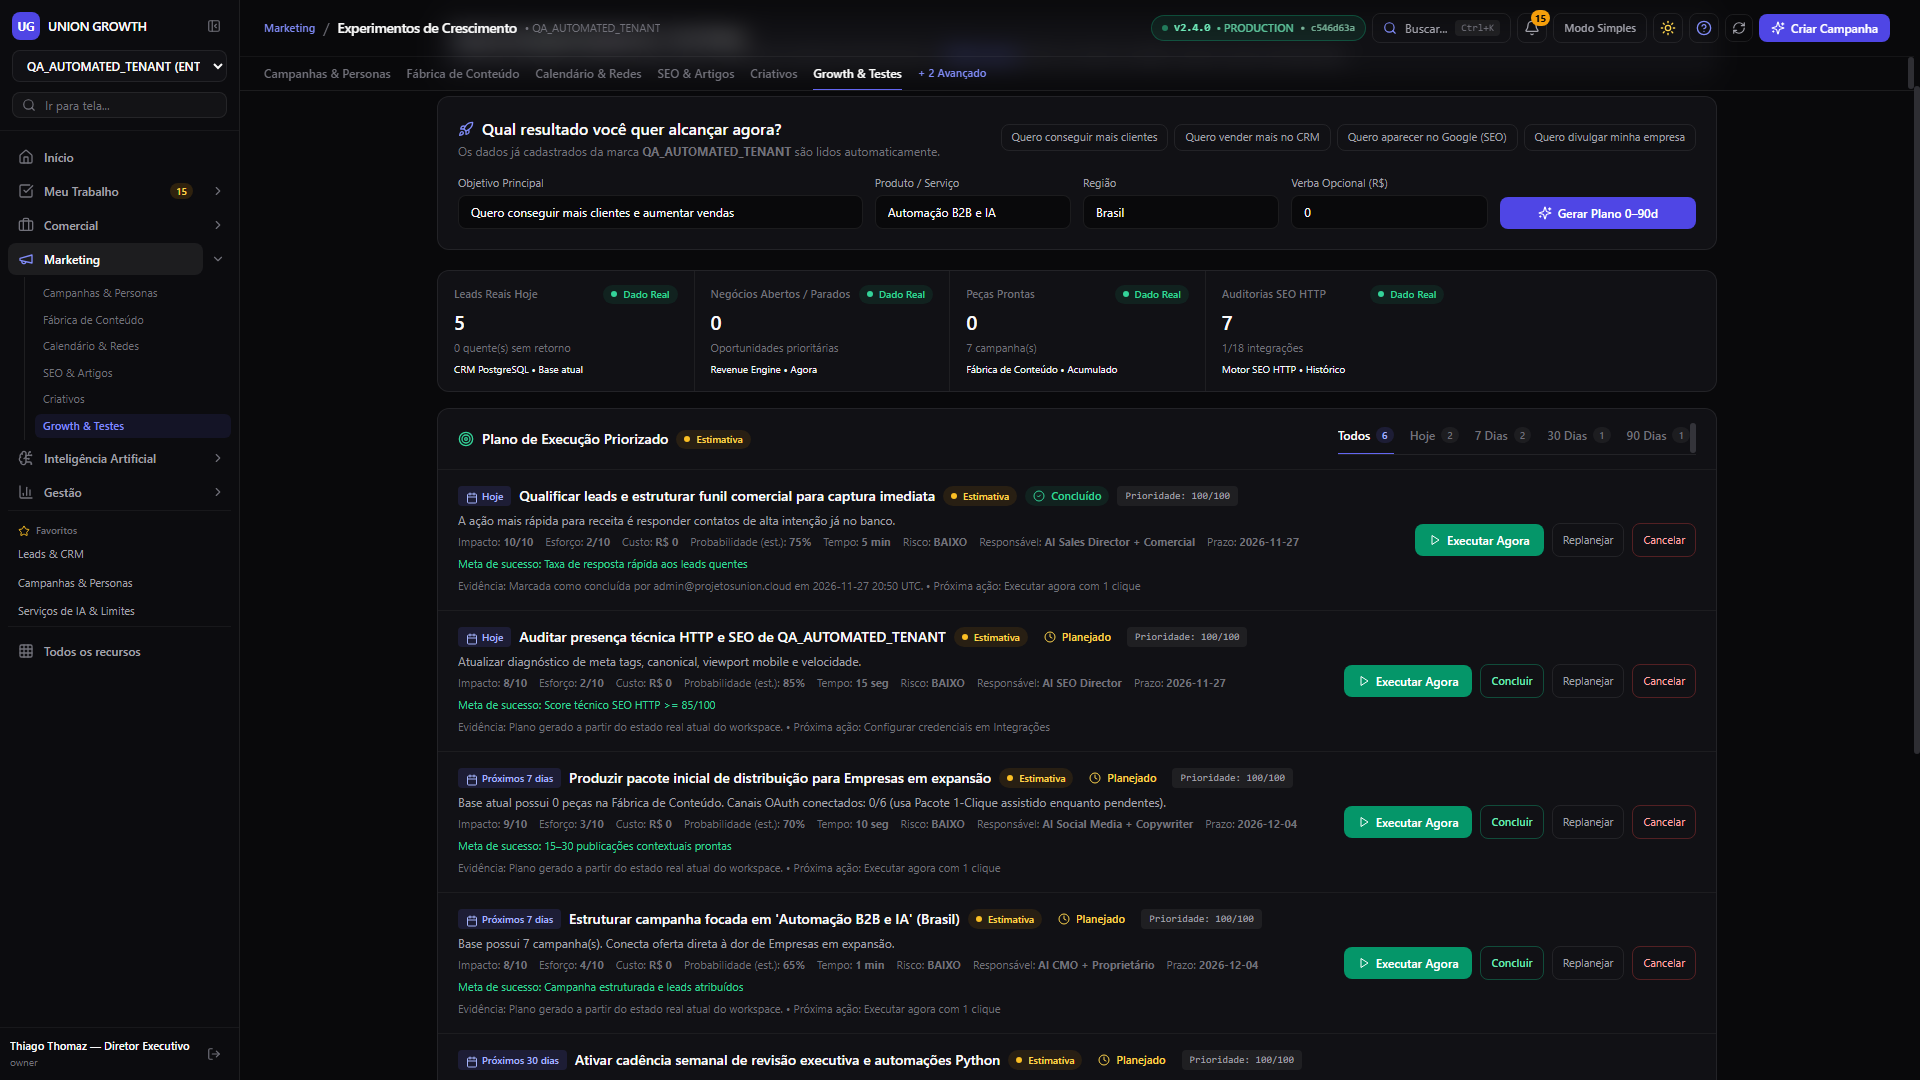 UG UNION GROWTH
QA_AUTOMATED_TENANT (ENT
Ir para tela...
Início
Meu Trabalho 15
Comercial
Marketing
Campanhas & Personas
Fábrica de Conteúdo
Calendário & Redes
SEO & Artigos
Criativos
Growth & Testes
Inteligência Artificial
Gestão
Favoritos
Leads & CRM
Campanhas & Personas
Serviços de IA & Limites
Todos os recursos
Thiago Thomaz — Diretor Executivo
owner
Marketing / Experimentos de Crescimento • QA_AUTOMATED_TENANT
v2.4.0 • PRODUCTION • c546d63a
Buscar... Ctrl+K
15
Modo Simples
Criar Campanha
Campanhas & Personas Fábrica de Conteúdo Calendário & Redes SEO & Artigos Criativos Growth & Testes + 2 Avançado
Qual resultado você quer alcançar agora?
Os dados já cadastrados da marca QA_AUTOMATED_TENANT são lidos automaticamente.
Quero conseguir mais clientes Quero vender mais no CRM Quero aparecer no Google (SEO) Quero divulgar minha empresa
Objetivo Principal Produto / Serviço Região Verba Opcional (R$)
Quero conseguir mais clientes e aumentar vendas Automação B2B e IA Brasil 0 Gerar Plano 0–90d
Leads Reais Hoje Dado Real
5
0 quente(s) sem retorno
CRM PostgreSQL • Base atual
Negócios Abertos / Parados Dado Real
0
Oportunidades prioritárias
Revenue Engine • Agora
Peças Prontas Dado Real
0
7 campanha(s)
Fábrica de Conteúdo • Acumulado
Auditorias SEO HTTP Dado Real
7
1/18 integrações
Motor SEO HTTP • Histórico
Plano de Execução Priorizado Estimativa
Todos 6 Hoje 2 7 Dias 2 30 Dias 1 90 Dias 1
Hoje Qualificar leads e estruturar funil comercial para captura imediata Estimativa Concluído Prioridade: 100/100
A ação mais rápida para receita é responder contatos de alta intenção já no banco.
Impacto: 10/10 Esforço: 2/10 Custo: R$ 0 Probabilidade (est.): 75% Tempo: 5 min Risco: BAIXO Responsável: AI Sales Director + Comercial Prazo: 2026-11-27
Meta de sucesso: Taxa de resposta rápida aos leads quentes
Evidência: Marcada como concluída por admin@projetosunion.cloud em 2026-11-27 20:50 UTC. • Próxima ação: Executar agora com 1 clique
Executar Agora Replanejar Cancelar
Hoje Auditar presença técnica HTTP e SEO de QA_AUTOMATED_TENANT Estimativa Planejado Prioridade: 100/100
Atualizar diagnóstico de meta tags, canonical, viewport mobile e velocidade.
Impacto: 8/10 Esforço: 2/10 Custo: R$ 0 Probabilidade (est.): 85% Tempo: 15 seg Risco: BAIXO Responsável: AI SEO Director Prazo: 2026-11-27
Meta de sucesso: Score técnico SEO HTTP >= 85/100
Evidência: Plano gerado a partir do estado real atual do workspace. • Próxima ação: Configurar credenciais em Integrações
Executar Agora Concluir Replanejar Cancelar
Próximos 7 dias Produzir pacote inicial de distribuição para Empresas em expansão Estimativa Planejado Prioridade: 100/100
Base atual possui 0 peças na Fábrica de Conteúdo. Canais OAuth conectados: 0/6 (usa Pacote 1-Clique assistido enquanto pendentes).
Impacto: 9/10 Esforço: 3/10 Custo: R$ 0 Probabilidade (est.): 70% Tempo: 10 seg Risco: BAIXO Responsável: AI Social Media + Copywriter Prazo: 2026-12-04
Meta de sucesso: 15–30 publicações contextuais prontas
Evidência: Plano gerado a partir do estado real atual do workspace. • Próxima ação: Executar agora com 1 clique
Executar Agora Concluir Replanejar Cancelar
Próximos 7 dias Estruturar campanha focada em 'Automação B2B e IA' (Brasil) Estimativa Planejado Prioridade: 100/100
Base possui 7 campanha(s). Conecta oferta direta à dor de Empresas em expansão.
Impacto: 8/10 Esforço: 4/10 Custo: R$ 0 Probabilidade (est.): 65% Tempo: 1 min Risco: BAIXO Responsável: AI CMO + Proprietário Prazo: 2026-12-04
Meta de sucesso: Campanha estruturada e leads atribuídos
Evidência: Plano gerado a partir do estado real atual do workspace. • Próxima ação: Executar agora com 1 clique
Executar Agora Concluir Replanejar Cancelar
Próximos 30 dias Ativar cadência semanal de revisão executiva e automações Python Estimativa Planejado Prioridade: 100/100